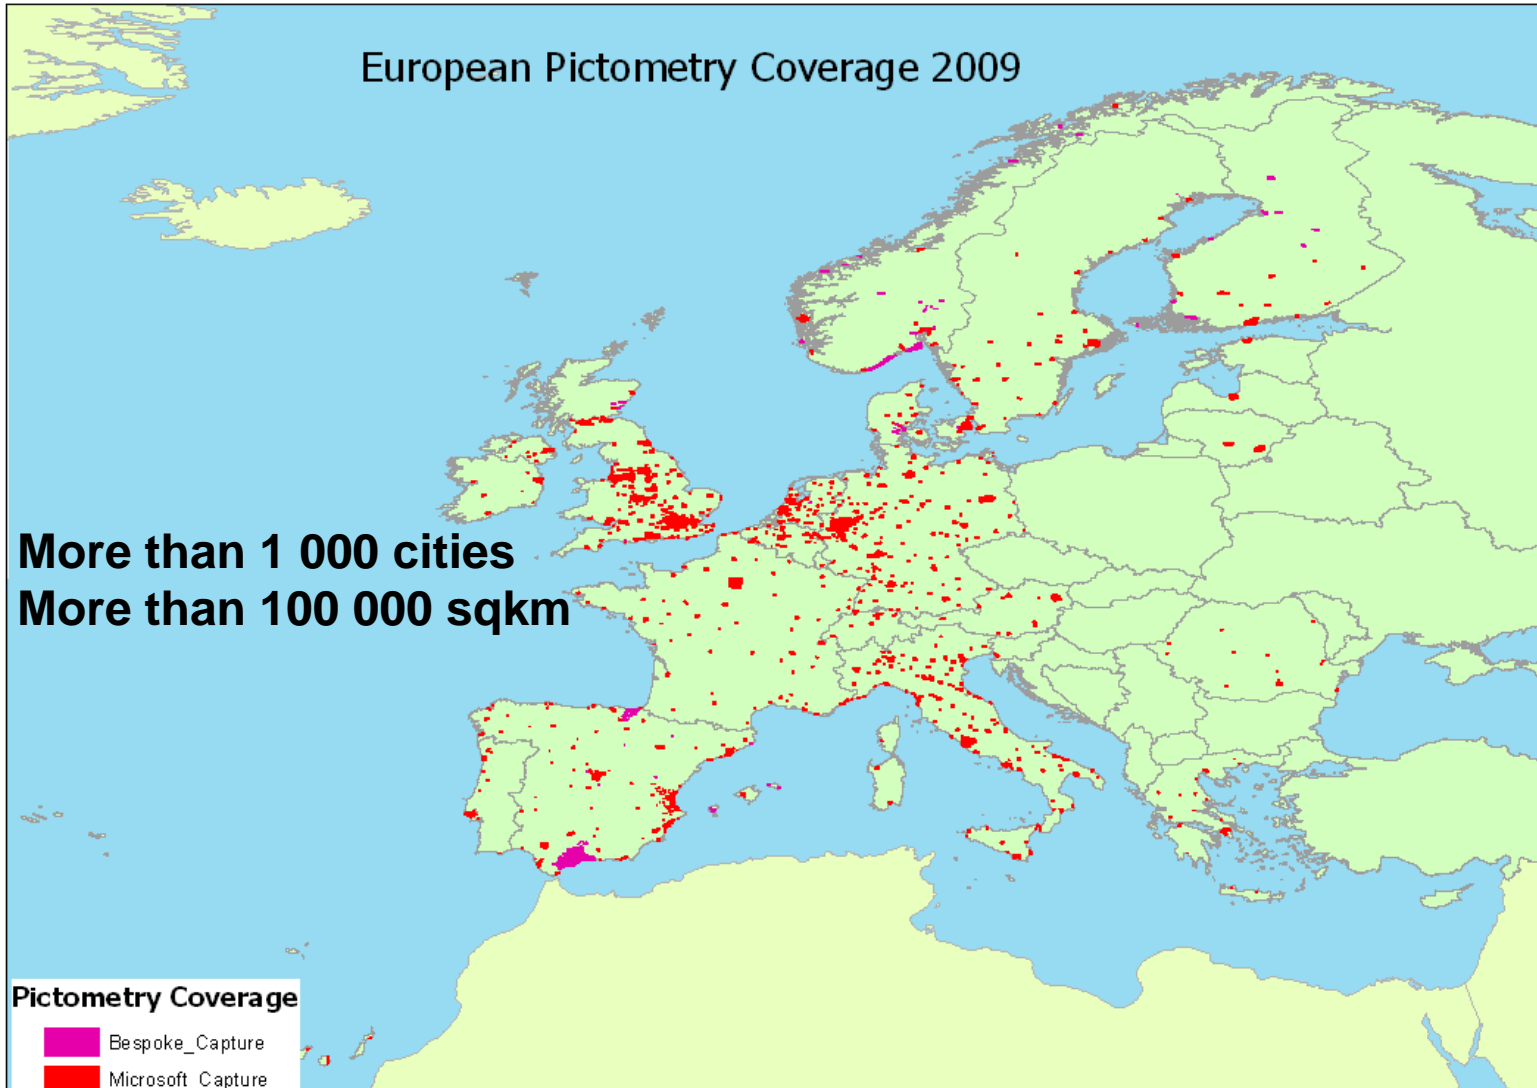 European Pictometry Coverage 2009
More than 1 000 cities
More than 100 000 sqkm
Pictometry Coverage
Bespoke_Capture
Microsoft_Capture